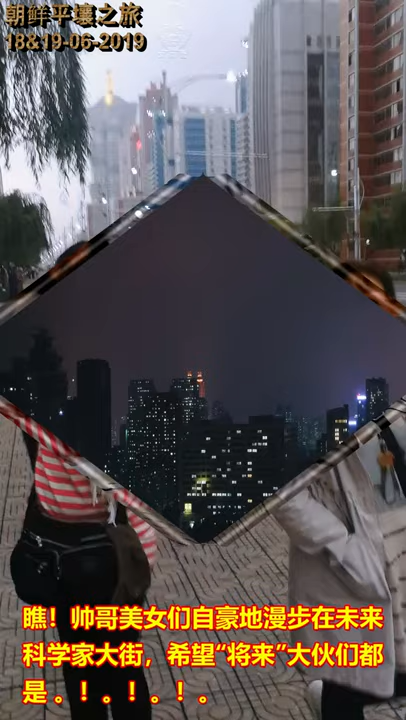 朝鲜平壤之旅
18&19-06-2019
瞧！帅哥美女们自豪地漫步在未来
科学家大街，希望“将来”大伙们都
是。！。！。！。